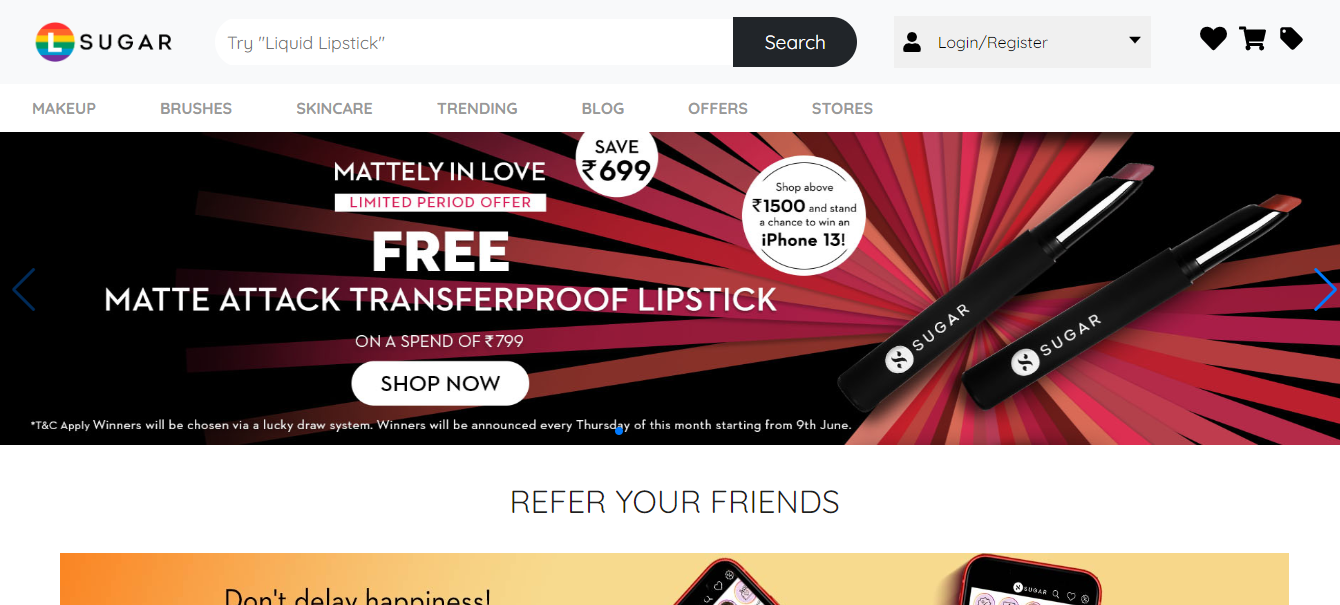 L SUGAR
Try "Liquid Lipstick"
Search
Login/Register
MAKEUP BRUSHES SKINCARE TRENDING BLOG OFFERS STORES
SAVE
₹699
MATTELY IN LOVE
LIMITED PERIOD OFFER
FREE
MATTE ATTACK TRANSFERPROOF LIPSTICK
ON A SPEND OF ₹799
SHOP NOW
Shop above
₹1500 and stand
a chance to win an
iPhone 13!
SUGAR
SUGAR
*T&C Apply Winners will be chosen via a lucky draw system. Winners will be announced every Thursday of this month starting from 9th June.
REFER YOUR FRIENDS
Don't delay happiness!
SUGAR